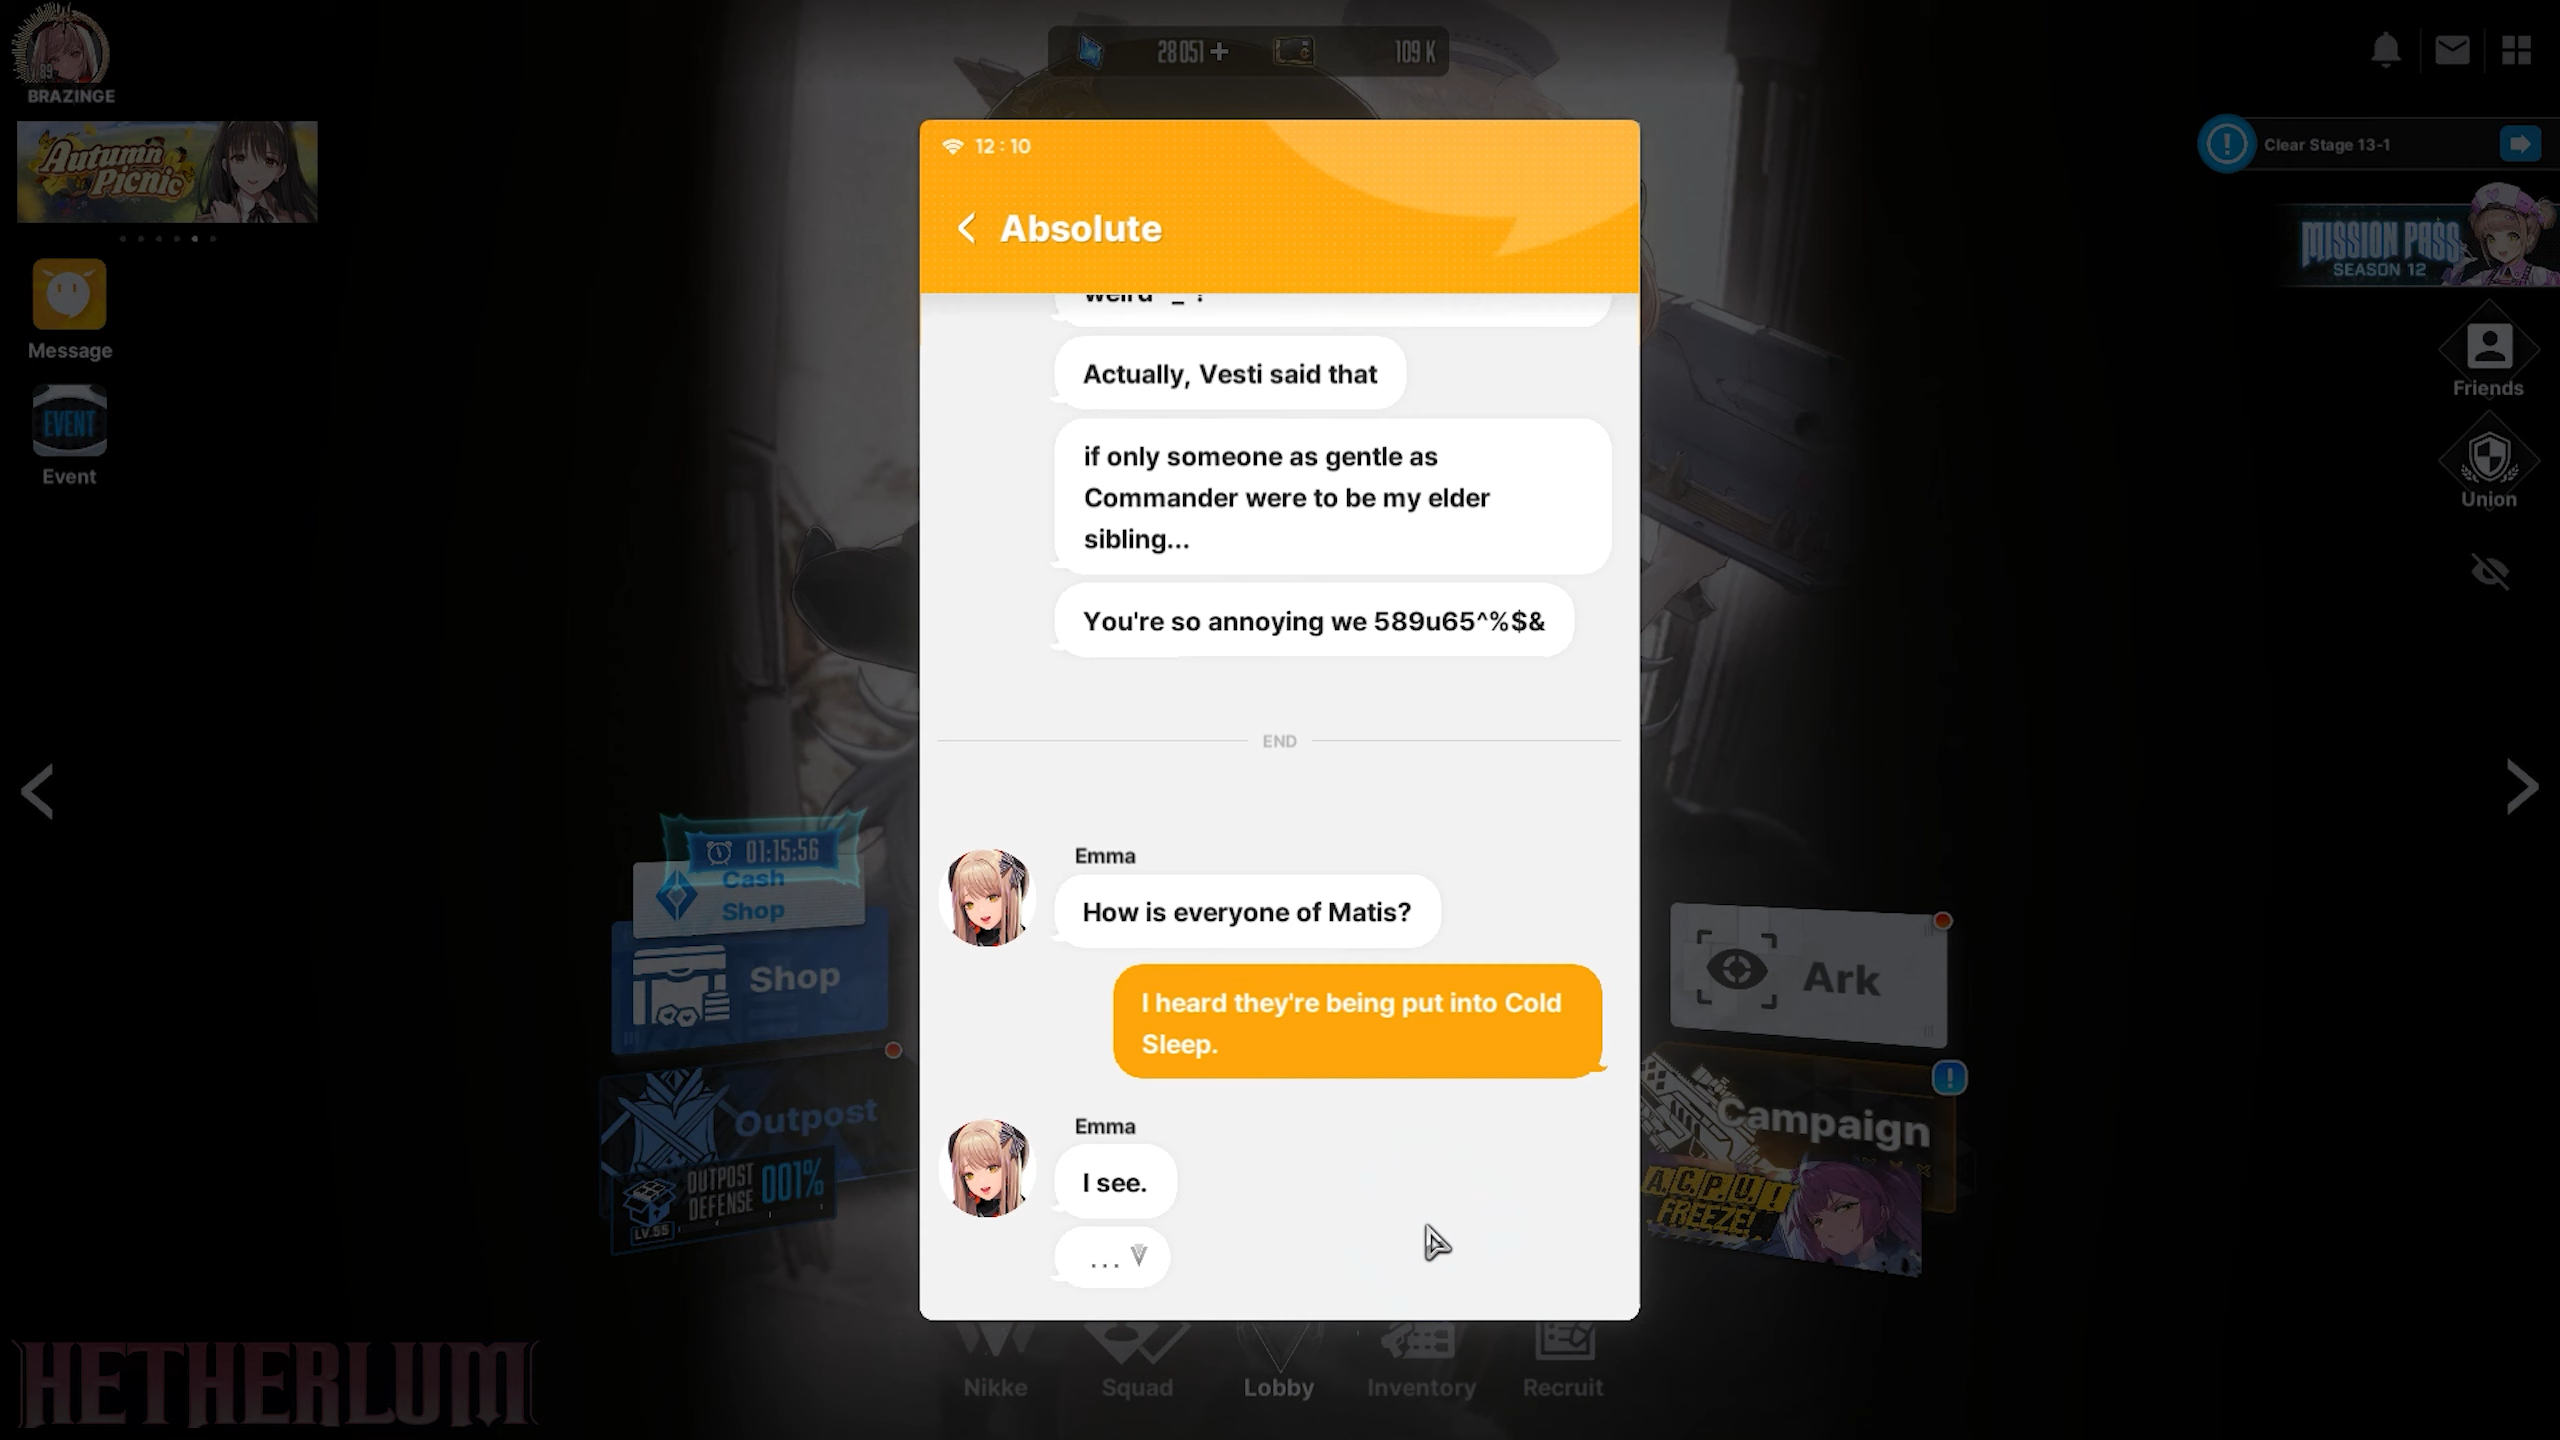 28051 +
109 K
89
BRAZINGE
Autumn
Picnic
Message
EVENT
Event
Clear Stage 13-1
MISSION PASS
SEASON 12
Friends
Union
12 : 10
Absolute
Actually, Vesti said that
if only someone as gentle as
Commander were to be my elder
sibling...
You're so annoying we 589u65^%$&
END
Emma
How is everyone of Matis?
I heard they're being put into Cold
Sleep.
Emma
I see.
...
01:15:56
Cash
Shop
Shop
Outpost
OUTPOST
DEFENSE
001%
LV.55
Ark
Campaign
A.C.P.U. !
FREEZE!
HETHERLUM
Nikke
Squad
Lobby
Inventory
Recruit